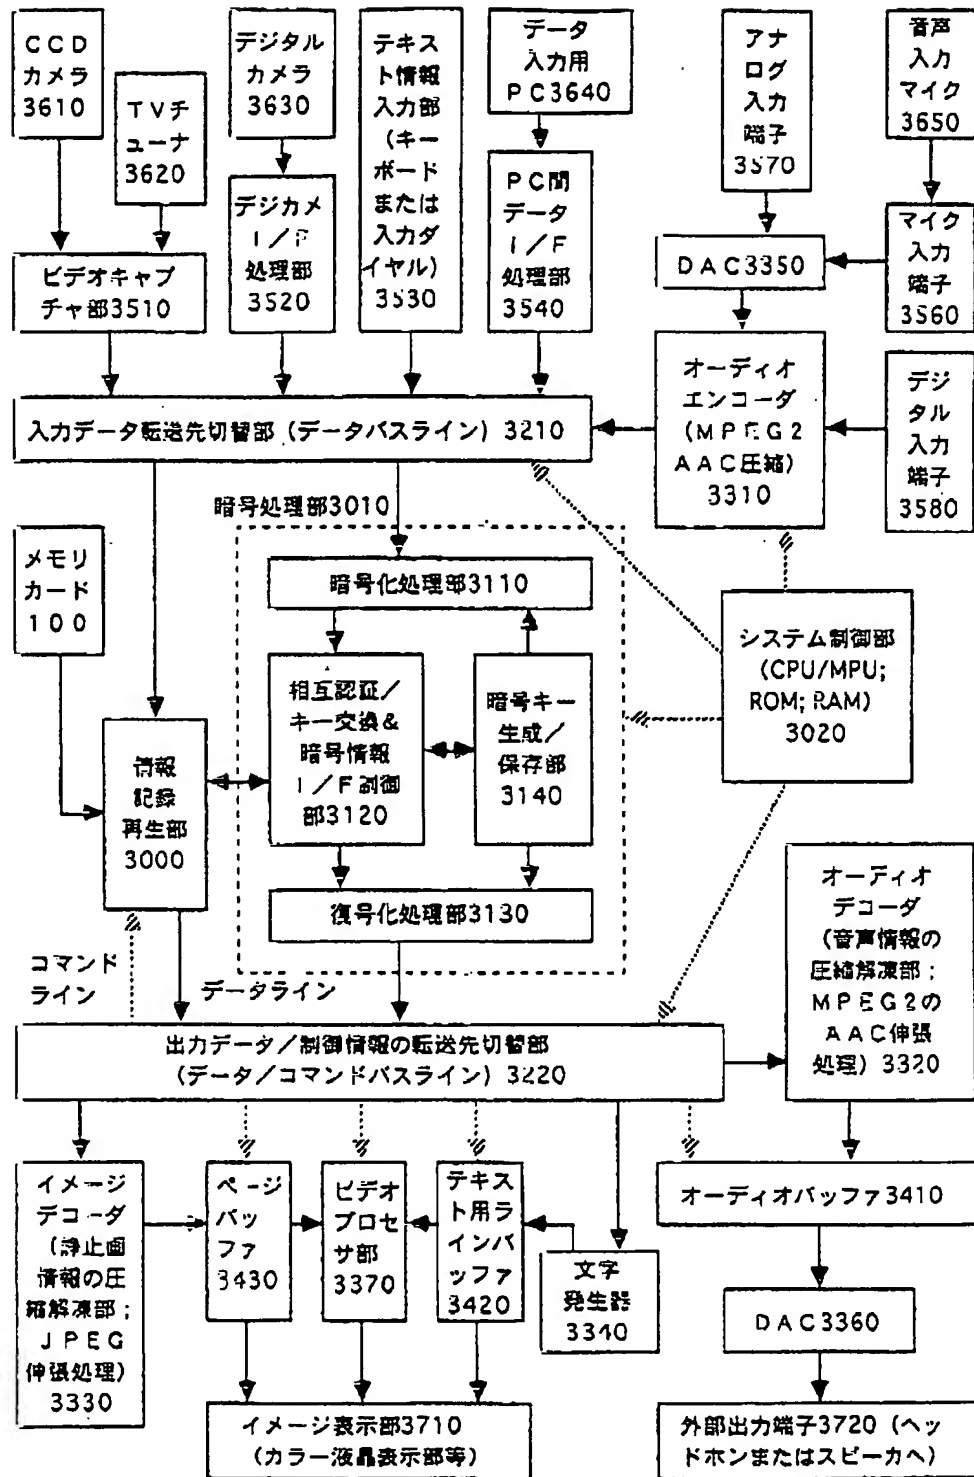 CCD
カメラ
3610
TVチ
ューナ
3620
デジタル
カメラ
3630
テキス
ト情報
入力部
（キー
ボード
または
入力ダ
イヤル）
3530
データ
入力用
PC3640
アナ
ログ
入力
端子
3570
音声
入力
マイク
3650
デジカメ
I／F
処理部
3520
PC間
データ
I／F
処理部
3540
マイク
入力
端子
3560
ビデオキャプ
チャ部3510
DAC3350
オーディオ
エンコーダ
（MPEG2
AAC圧縮）
3310
デジ
タル
入力
端子
3580
入力データ転送先切替部（データバスライン）3210
暗号処理部3010
メモリ
カード
100
暗号化処理部3110
システム制御部
(CPU/MPU;
ROM; RAM)
3020
相互認証／
キー交換&
暗号情報
I／F制御
部3120
暗号キー
生成／
保存部
3140
情報
記録
再生部
3000
復号化処理部3130
オーディオ
デコーダ
（音声情報の
圧縮解凍部；
MPEG2の
AAC伸張
処理）3320
コマンド
ライン
データライン
出力データ／制御情報の転送先切替部
（データ／コマンドバスライン）3220
イメージ
デコーダ
（静止画
情報の圧
縮解凍部；
JPEG
伸張処理）
3330
ページ
バッ
ファ
3430
ビデオ
プロセ
サ部
3370
テキス
ト用ラ
インバ
ッファ
3420
文字
発生器
3340
オーディオバッファ3410
DAC3360
イメージ表示部3710
（カラー液晶表示部等）
外部出力端子3720（ヘッ
ドホンまたはスピーカへ）